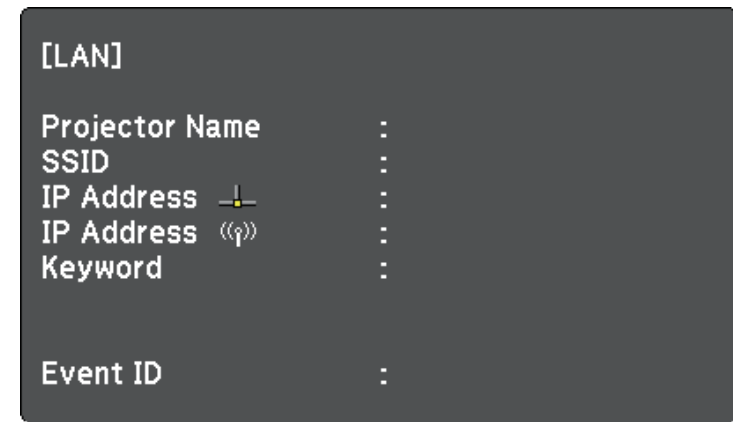 [LAN]
Projector Name :
SSID :
IP Address :
IP Address :
Keyword :
Event ID :